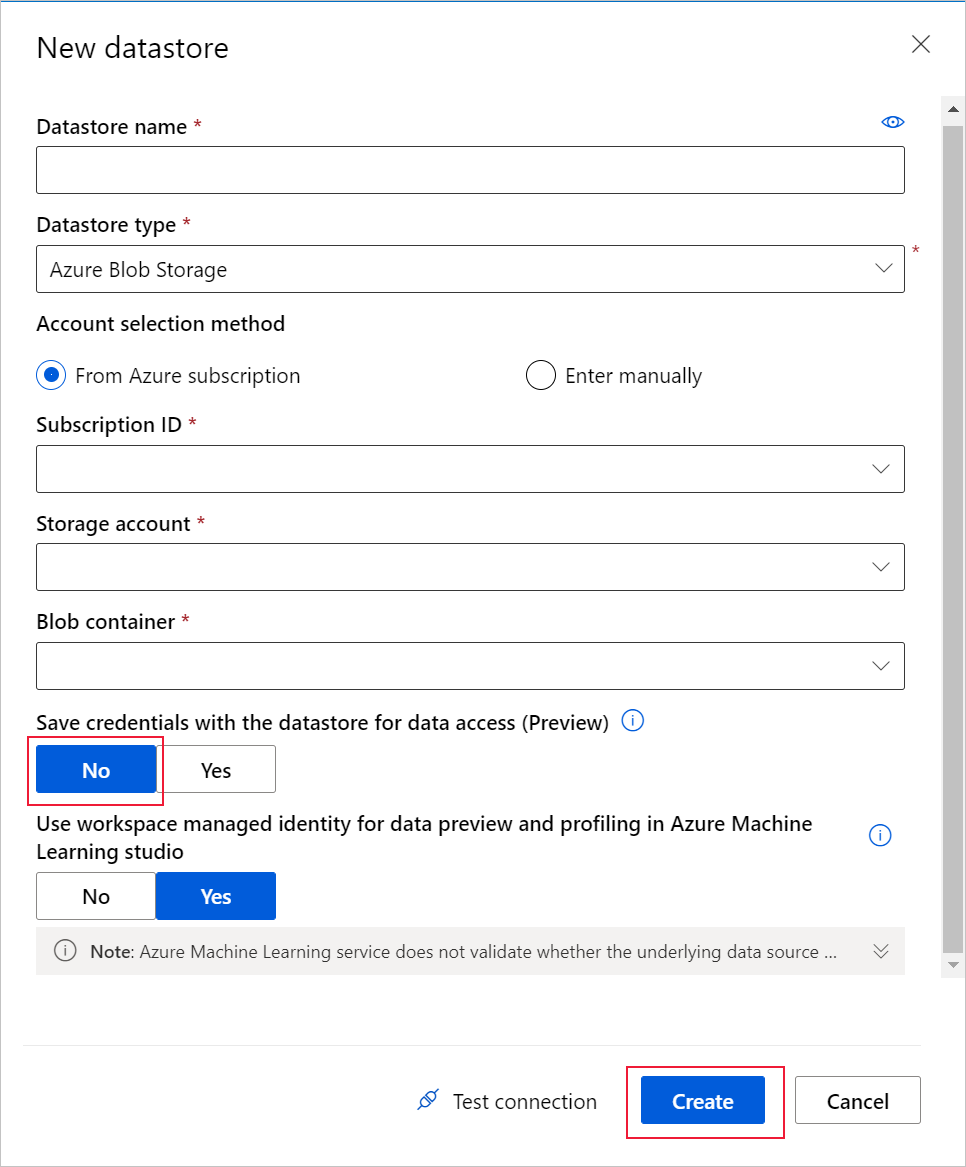 New datastore
Datastore name *
Datastore type *
Azure Blob Storage
*
Account selection method
From Azure subscription
Enter manually
Subscription ID *
Storage account *
Blob container *
Save credentials with the datastore for data access (Preview)
No
Yes
Use workspace managed identity for data preview and profiling in Azure Machine
Learning studio
No
Yes
Note: Azure Machine Learning service does not validate whether the underlying data source ...
Test connection
Create
Cancel